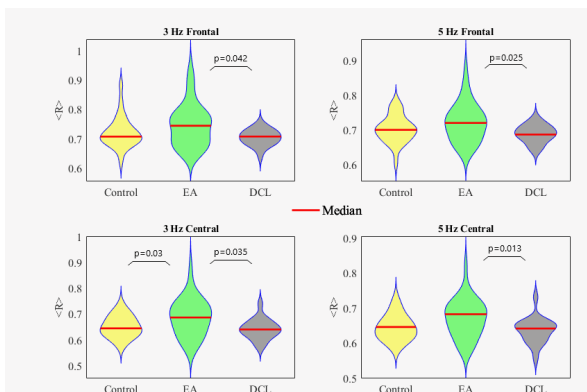 3 Hz Frontal
1
0.9
0.8
0.7
0.6
<R>
p=0.042
Control EA DCL
5 Hz Frontal
0.9
0.8
0.7
0.6
<R>
p=0.025
Control EA DCL
Median
3 Hz Central
1
0.9
0.8
0.7
0.6
0.5
<R>
p=0.03
p=0.035
Control EA DCL
5 Hz Central
0.9
0.8
0.7
0.6
0.5
<R>
p=0.013
Control EA DCL